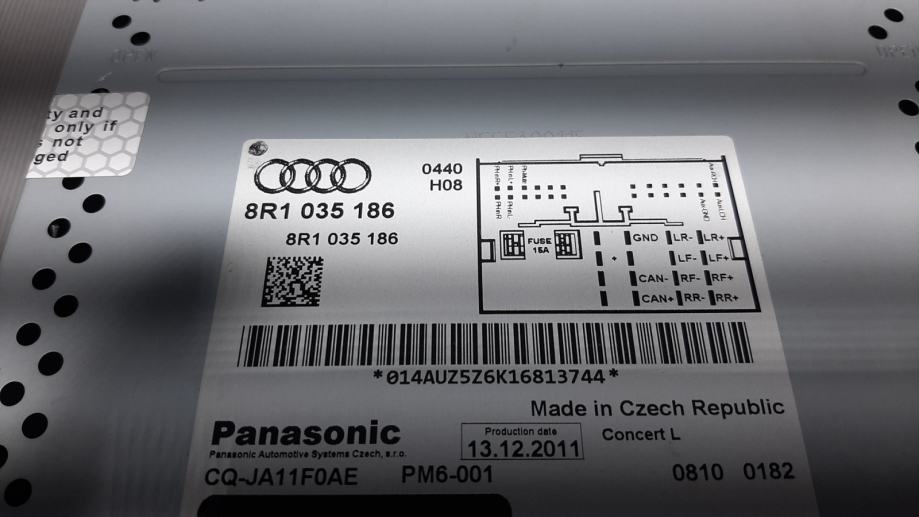 OPEN
OPEN
ty and
only if
s not
ged
8R1 035 186
8R1 035 186
0440
H08
FUSE
15A
GND LR- LR+
+ LF- LF+
CAN- RF- RF+
CAN+ RR- RR+
*014AUZ5Z6K16813744*
Made in Czech Republic
Panasonic
Panasonic Automotive Systems Czech, s.r.o.
Production date
13.12.2011
Concert L
CQ-JA11F0AE PM6-001
0810 0182